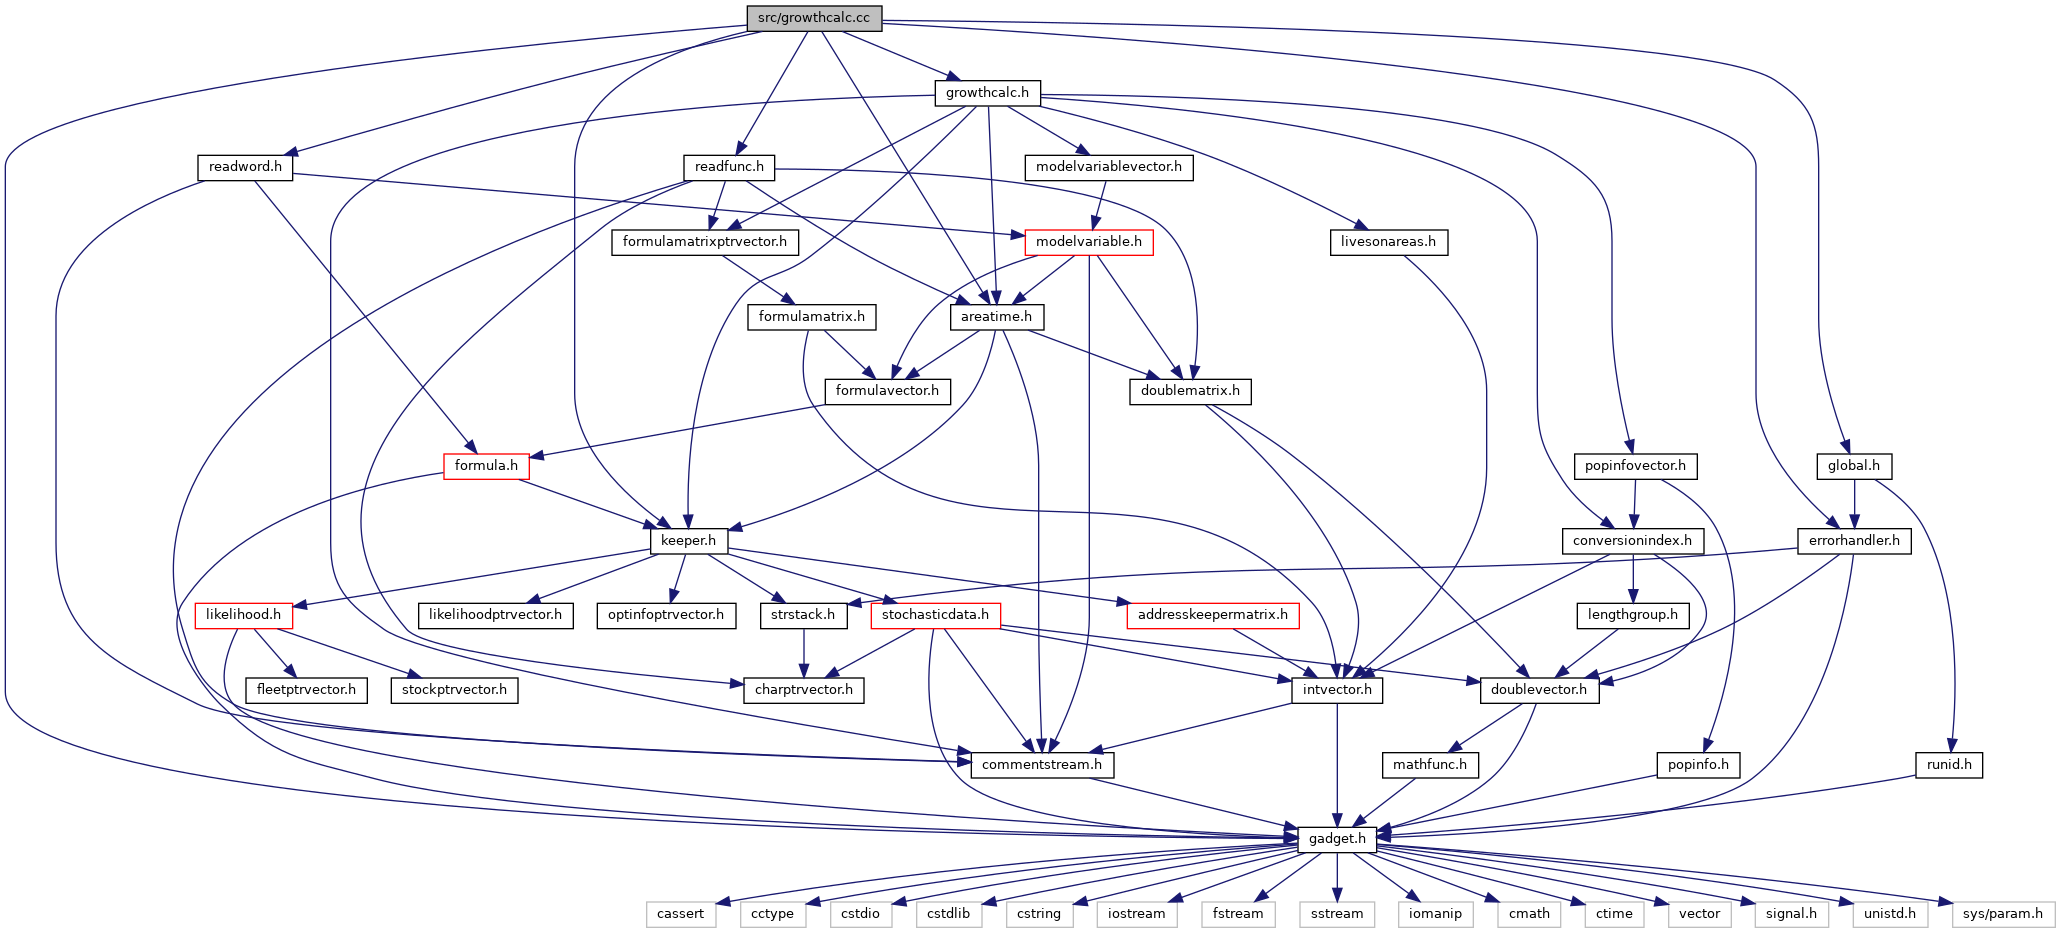 src/growthcalc.cc
growthcalc.h
readword.h
readfunc.h
modelvariablevector.h
formulamatrixptrvector.h
modelvariable.h
livesonareas.h
formulamatrix.h
areatime.h
formulavector.h
doublematrix.h
formula.h
popinfovector.h
global.h
keeper.h
conversionindex.h
errorhandler.h
likelihood.h
likelihoodptrvector.h
optinfoptrvector.h
strstack.h
stochasticdata.h
addresskeepermatrix.h
lengthgroup.h
fleetptrvector.h
stockptrvector.h
charptrvector.h
intvector.h
doublevector.h
commentstream.h
mathfunc.h
popinfo.h
runid.h
gadget.h
cassert
cctype
cstdio
cstdlib
cstring
iostream
fstream
sstream
iomanip
cmath
ctime
vector
signal.h
unistd.h
sys/param.h